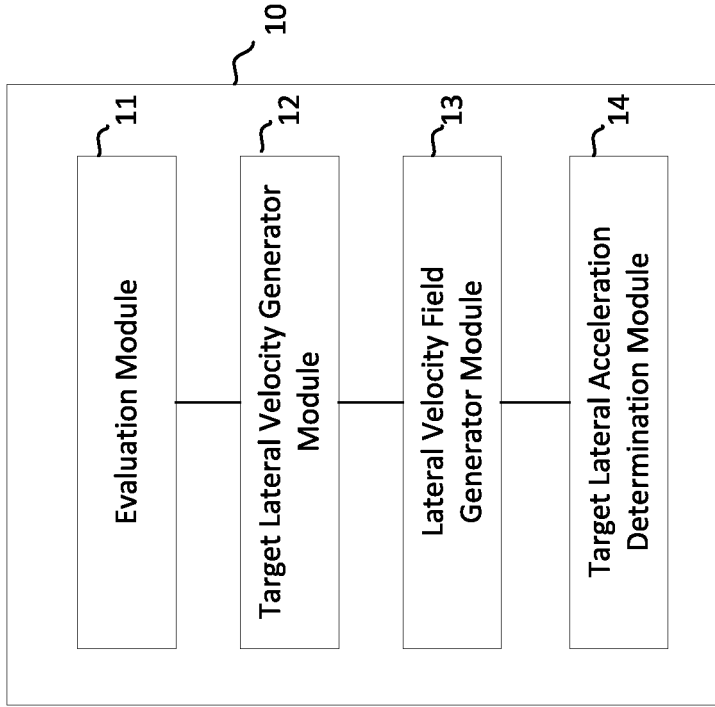 10
11
Evaluation Module
12
Target Lateral Velocity Generator
Module
13
Lateral Velocity Field
Generator Module
14
Target Lateral Acceleration
Determination Module